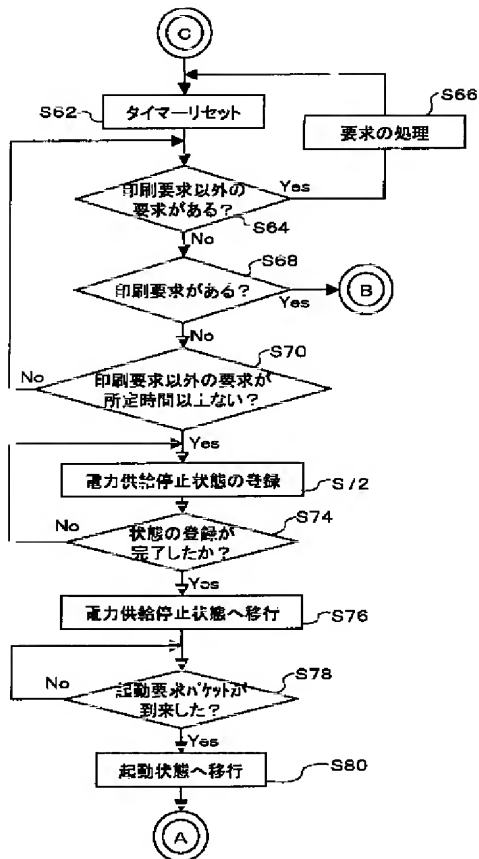 C
S62
タイマーリセット
S66
要求の処理
印刷要求以外の
要求がある?
Yes
S64
No
S68
印刷要求がある?
Yes
B
No
S70
No
印刷要求以外の要求が
所定時間以上ない?
Yes
電力供給停止状態の登録
S72
No
状態の登録が
完了したか?
S74
Yes
電力供給停止状態へ移行
S76
No
起動要求パケットが
到来した?
S78
Yes
起動状態へ移行
S80
A